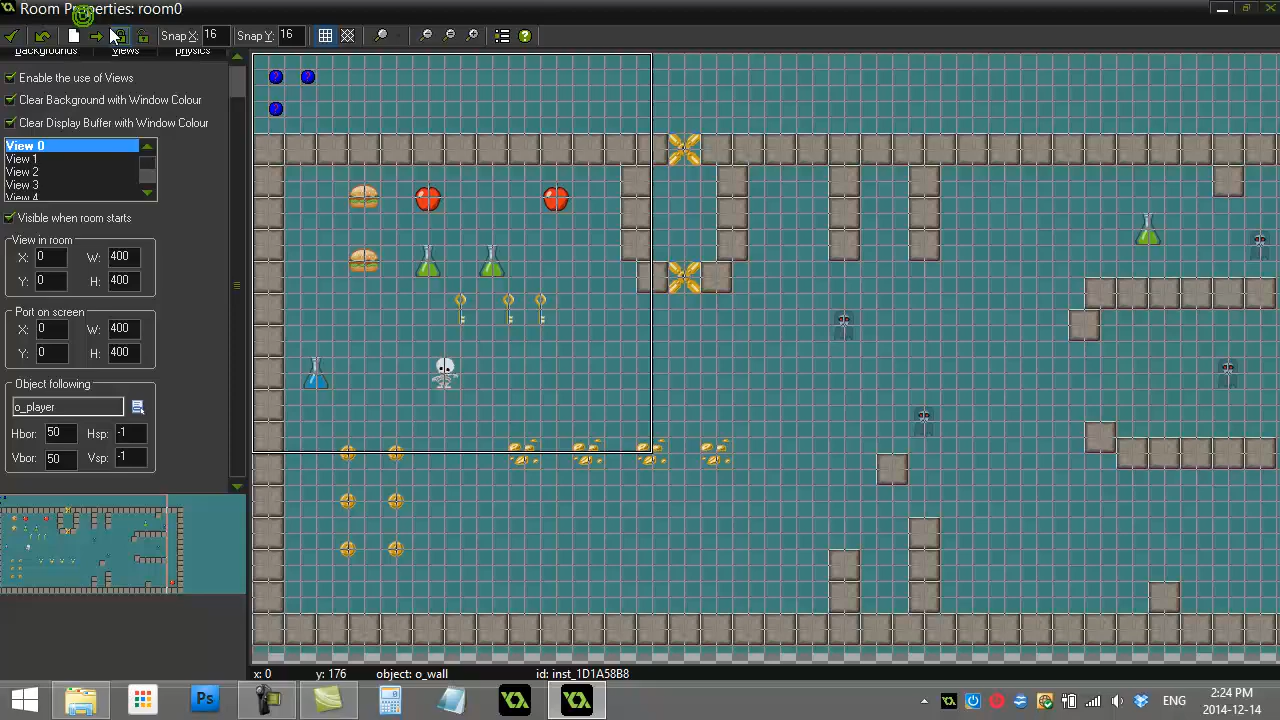 Room Properties: room0
Snap X: 16 Snap Y: 16
Backgrounds Views physics
Enable the use of Views
Clear Background with Window Colour
Clear Display Buffer with Window Colour
View 0
View 1
View 2
View 3
View 4
Visible when room starts
View in room
X: 0 W: 400
Y: 0 H: 400
Port on screen
X: 0 W: 400
Y: 0 H: 400
Object following
o_player
Hbor: 50 Hsp: -1
Vbor: 50 Vsp: -1
x: 0 y: 176 object: o_wall id: inst_1D1A58B8
Ps
ENG
2:24 PM
2014-12-14